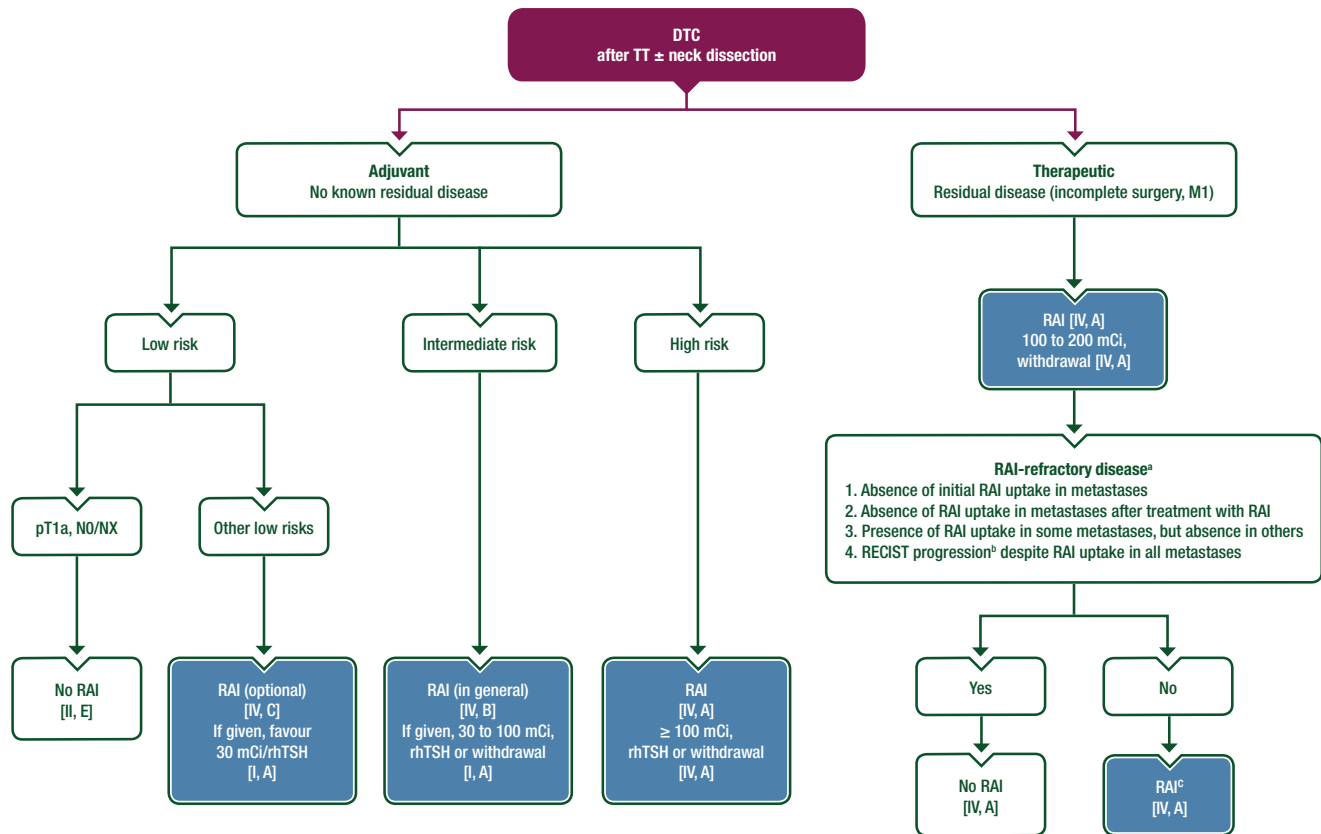 DTC
after TT ± neck dissection
Adjuvant
No known residual disease
Therapeutic
Residual disease (incomplete surgery, M1)
Low risk
Intermediate risk
High risk
RAI [IV, A]
100 to 200 mCi,
withdrawal [IV, A]
RAI-refractory diseaseᵃ
1. Absence of initial RAI uptake in metastases
2. Absence of RAI uptake in metastases after treatment with RAI
3. Presence of RAI uptake in some metastases, but absence in others
4. RECIST progressionᵇ despite RAI uptake in all metastases
pT1a, N0/NX
Other low risks
No RAI
[II, E]
RAI (optional)
[IV, C]
If given, favour
30 mCi/rhTSH
[I, A]
RAI (in general)
[IV, B]
If given, 30 to 100 mCi,
rhTSH or withdrawal
[I, A]
RAI
[IV, A]
≥ 100 mCi,
rhTSH or withdrawal
[IV, A]
Yes
No
No RAI
[IV, A]
RAIᶜ
[IV, A]